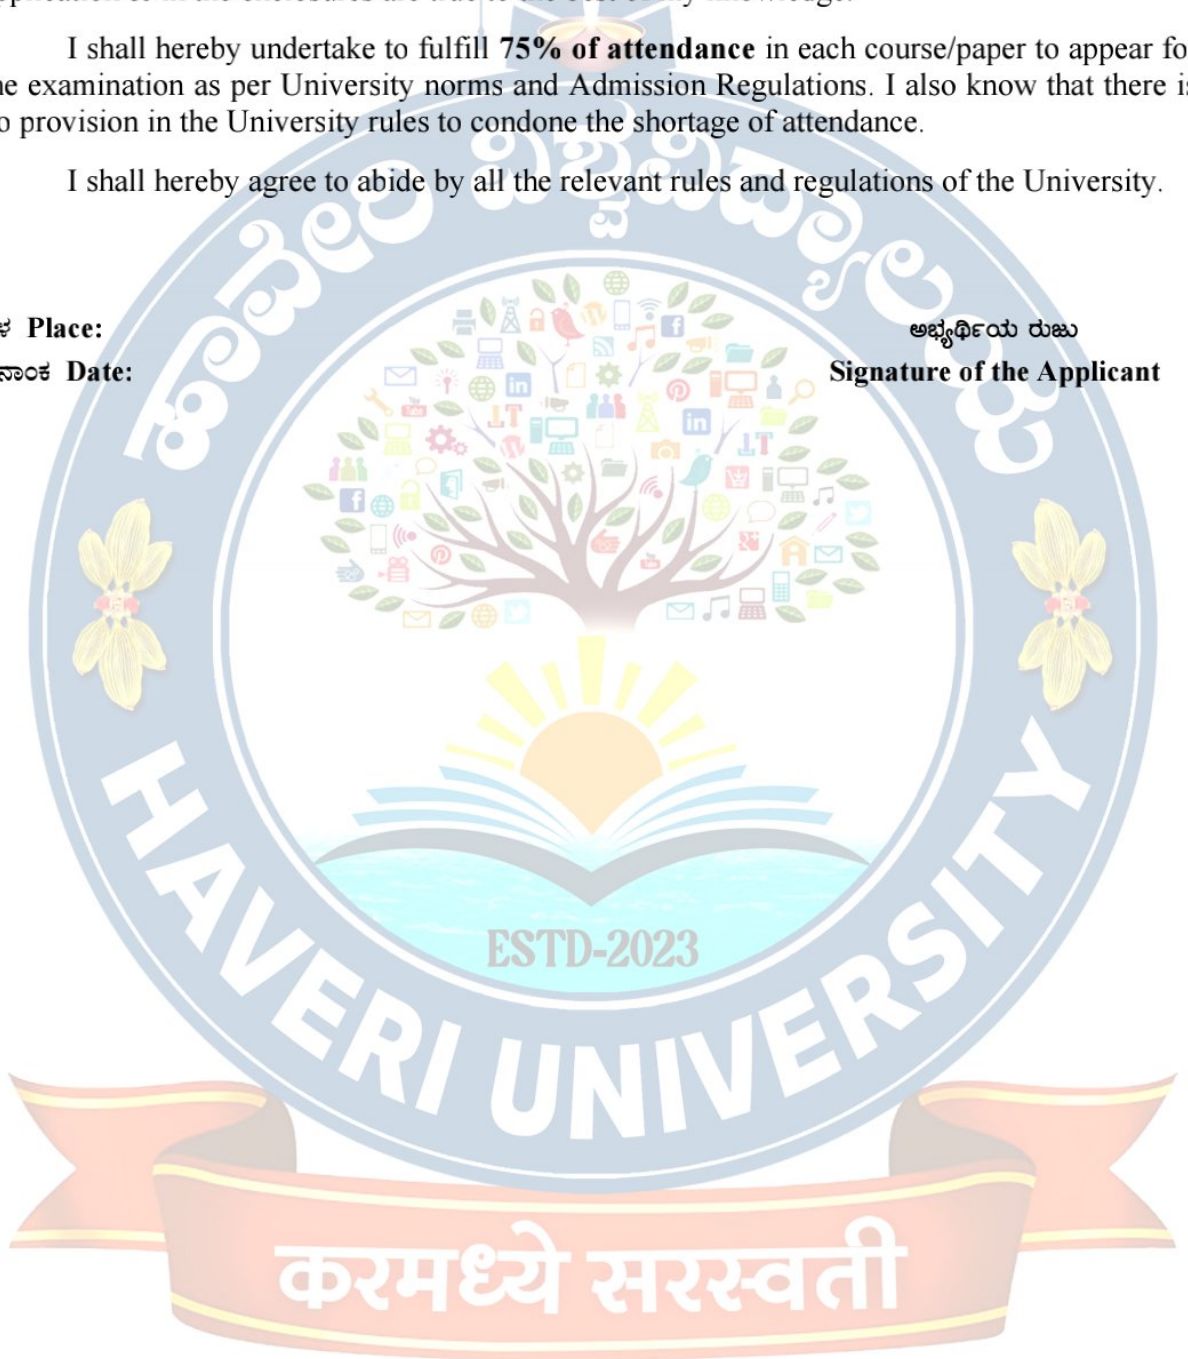 I shall hereby undertake to fulfill 75% of attendance in each course/paper to appear
examination as per University norms and Admission Regulations. I also know that there
provision in the University rules to condone the shortage of attendance.
I shall hereby agree to abide by all the relevant rules and regulations of the University.
Place:
ಅಭ್ಯರ್ಥಿಯ ರುಜು
Date:
Signature of the Applicant
ಹಾವೇರಿ ವಿಶ್ವವಿದ್ಯಾಲಯ
ESTD-2023
HAVERI UNIVERSITY
करमध्ये सरस्वती